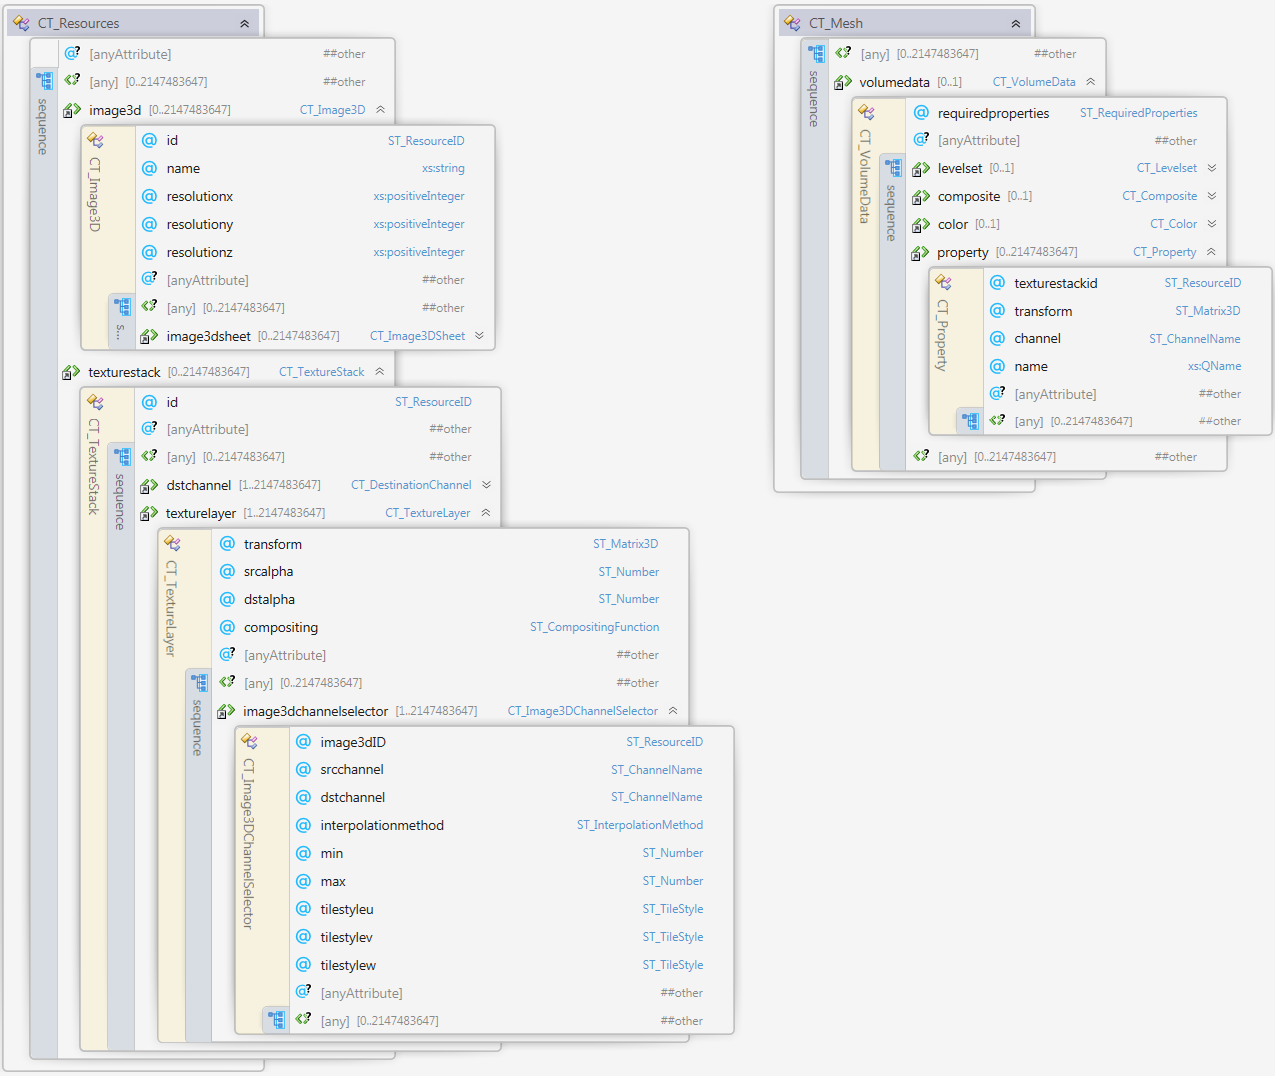 CT_Resources
[anyAttribute] ##other
sequence
[any] [0..2147483647] ##other
image3d [0..2147483647] CT_Image3D
CT_Image3D
id ST_ResourceID
name xs:string
resolutionx xs:positiveInteger
resolutiony xs:positiveInteger
resolutionz xs:positiveInteger
[anyAttribute] ##other
s...
[any] [0..2147483647] ##other
image3dsheet [0..2147483647] CT_Image3DSheet
texturestack [0..2147483647] CT_TextureStack
CT_TextureStack
id ST_ResourceID
[anyAttribute] ##other
sequence
[any] [0..2147483647] ##other
dstchannel [1..2147483647] CT_DestinationChannel
texturelayer [1..2147483647] CT_TextureLayer
CT_TextureLayer
transform ST_Matrix3D
srcalpha ST_Number
dstalpha ST_Number
compositing ST_CompositingFunction
[anyAttribute] ##other
sequence
[any] [0..2147483647] ##other
image3dchannelselector [1..2147483647] CT_Image3DChannelSelector
CT_Image3DChannelSelector
image3dID ST_ResourceID
srcchannel ST_ChannelName
dstchannel ST_ChannelName
interpolationmethod ST_InterpolationMethod
min ST_Number
max ST_Number
tilestyleu ST_TileStyle
tilestylev ST_TileStyle
tilestylew ST_TileStyle
[anyAttribute] ##other
[any] [0..2147483647] ##other
CT_Mesh
sequence
[any] [0..2147483647] ##other
volumedata [0..1] CT_VolumeData
CT_VolumeData
requiredproperties ST_RequiredProperties
[anyAttribute] ##other
sequence
levelset [0..1] CT_Levelset
composite [0..1] CT_Composite
color [0..1] CT_Color
property [0..2147483647] CT_Property
CT_Property
texturestackid ST_ResourceID
transform ST_Matrix3D
channel ST_ChannelName
name xs:QName
[anyAttribute] ##other
[any] [0..2147483647] ##other
[any] [0..2147483647] ##other